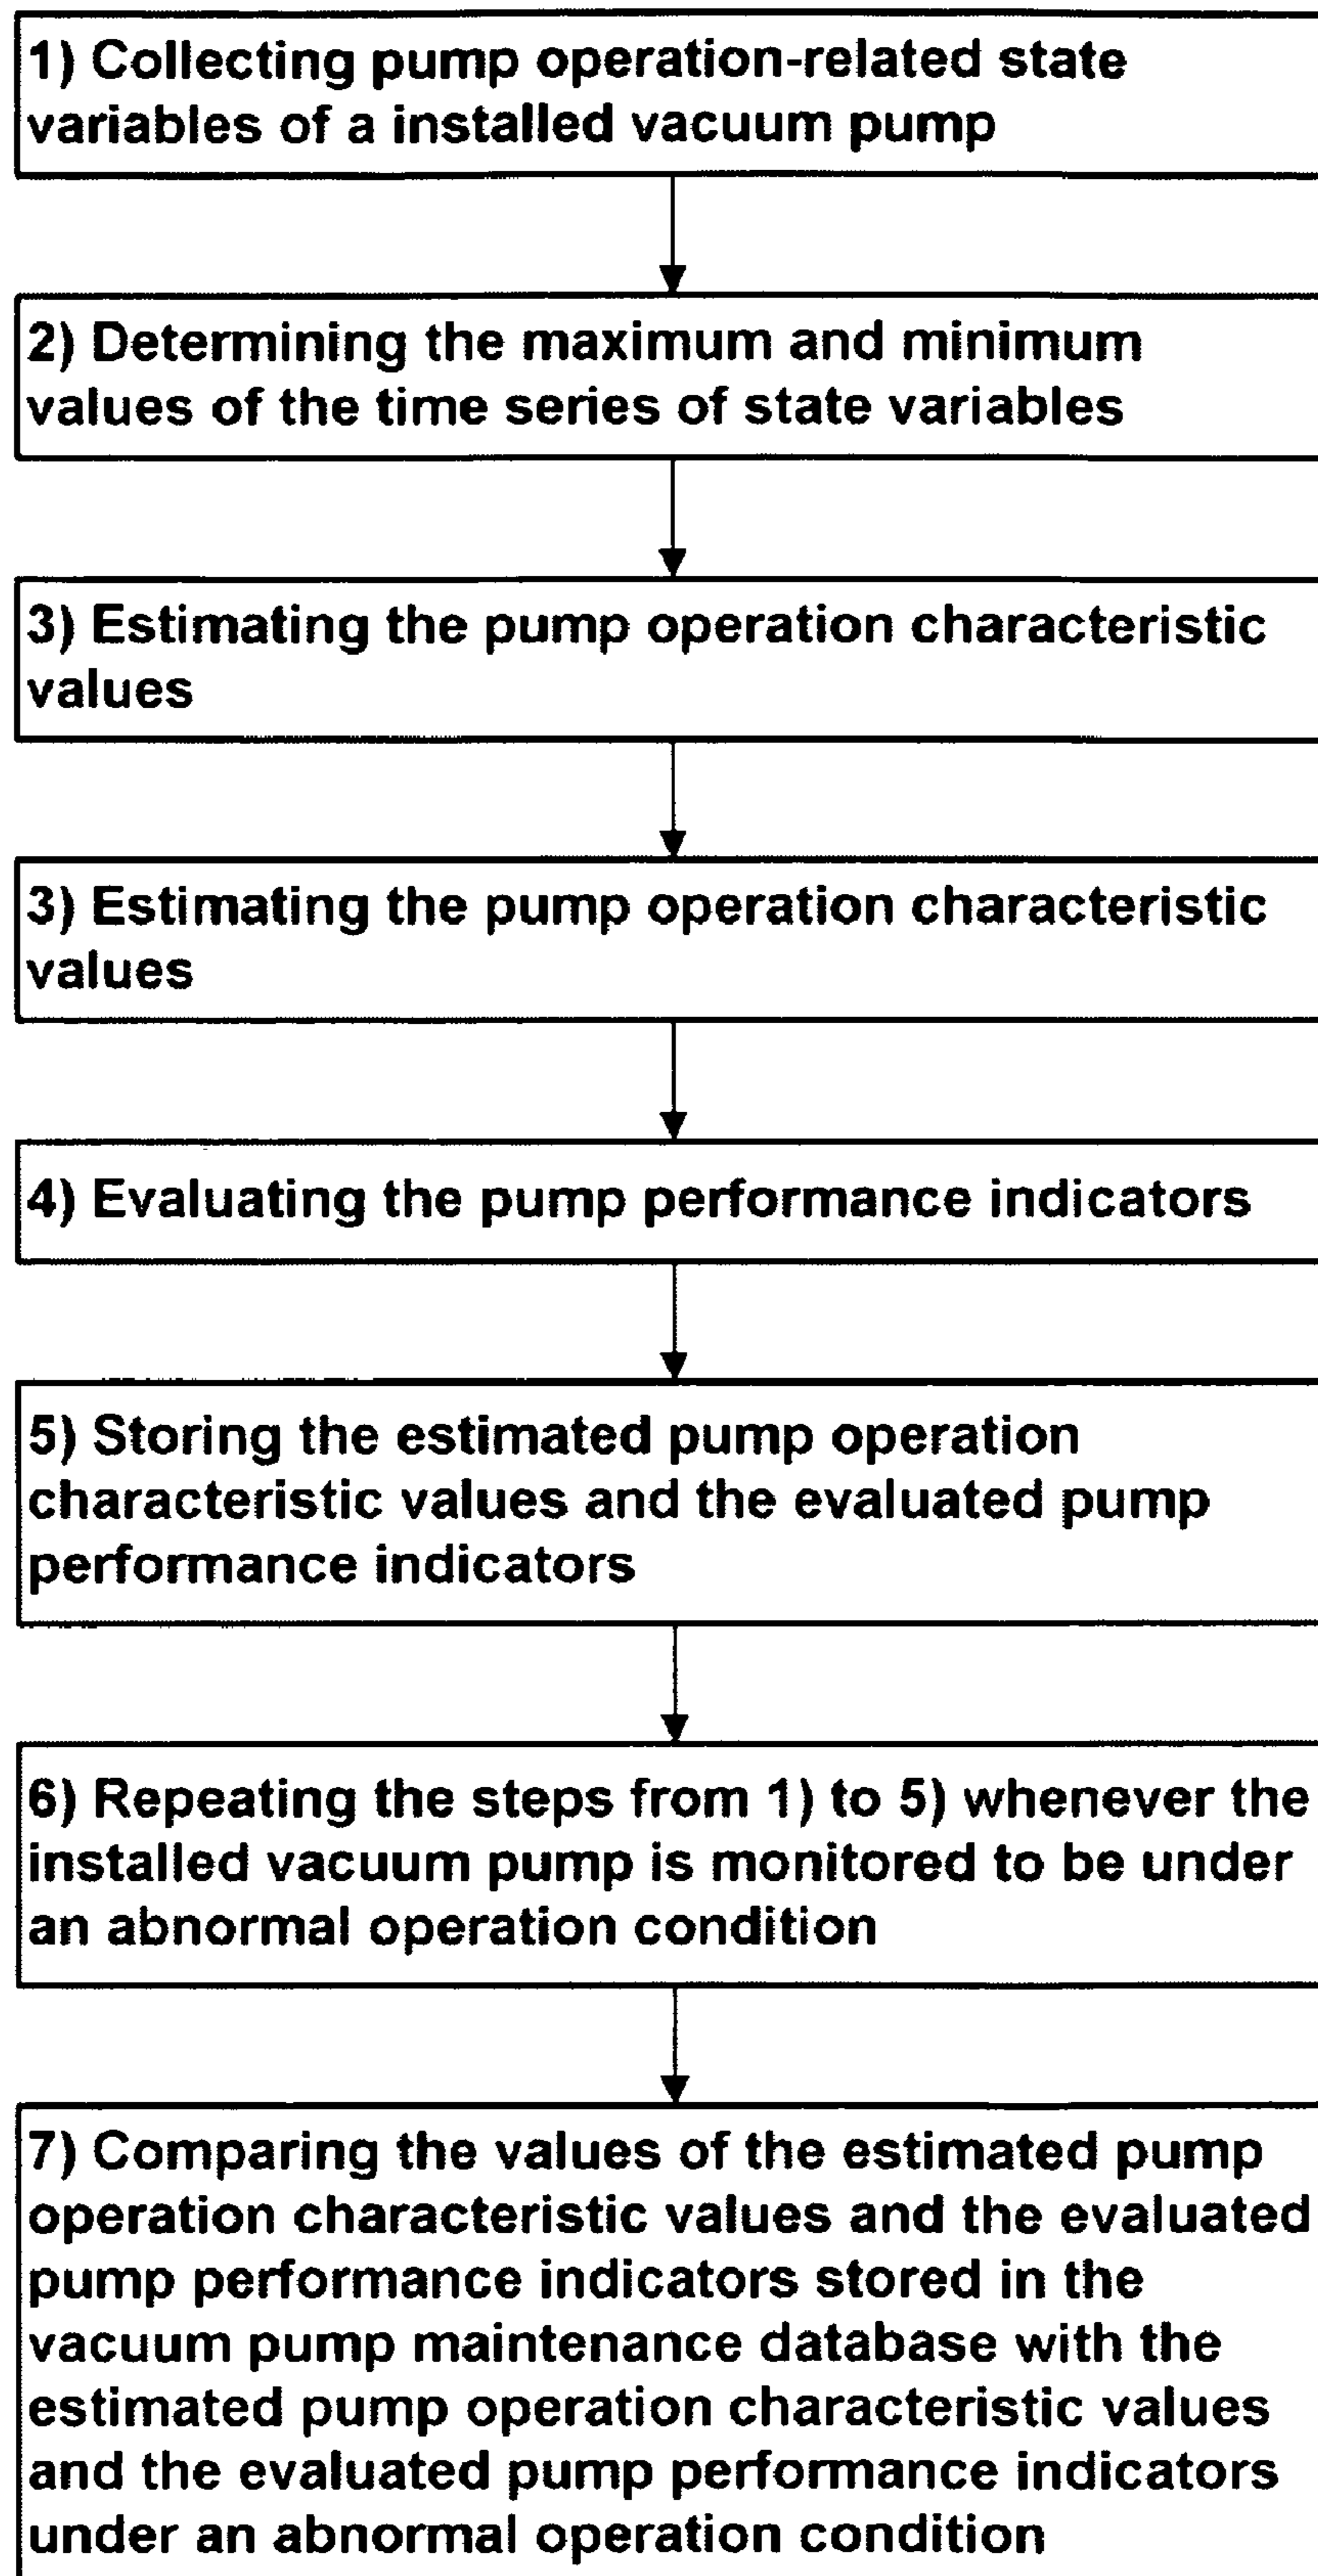 1) Collecting pump operation-related state
variables of a installed vacuum pump
2) Determining the maximum and minimum
values of the time series of state variables
3) Estimating the pump operation characteristic
values
3) Estimating the pump operation characteristic
values
4) Evaluating the pump performance indicators
5) Storing the estimated pump operation
characteristic values and the evaluated pump
performance indicators
6) Repeating the steps from 1) to 5) whenever the
installed vacuum pump is monitored to be under
an abnormal operation condition
7) Comparing the values of the estimated pump
operation characteristic values and the evaluated
pump performance indicators stored in the
vacuum pump maintenance database with the
estimated pump operation characteristic values
and the evaluated pump performance indicators
under an abnormal operation condition